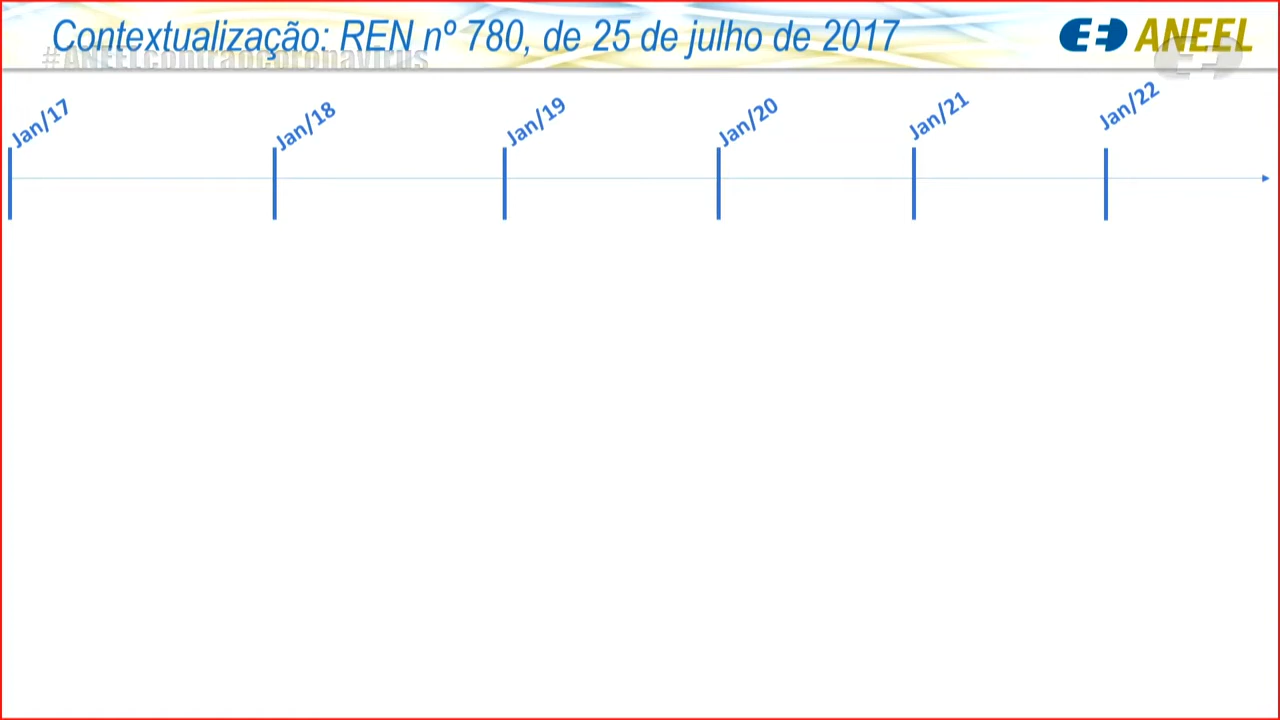 Contextualização: REN nº 780, de 25 de julho de 2017
ANEEL
#ANEELcontraocoronavirus
Jan/17
Jan/18
Jan/19
Jan/20
Jan/21
Jan/22